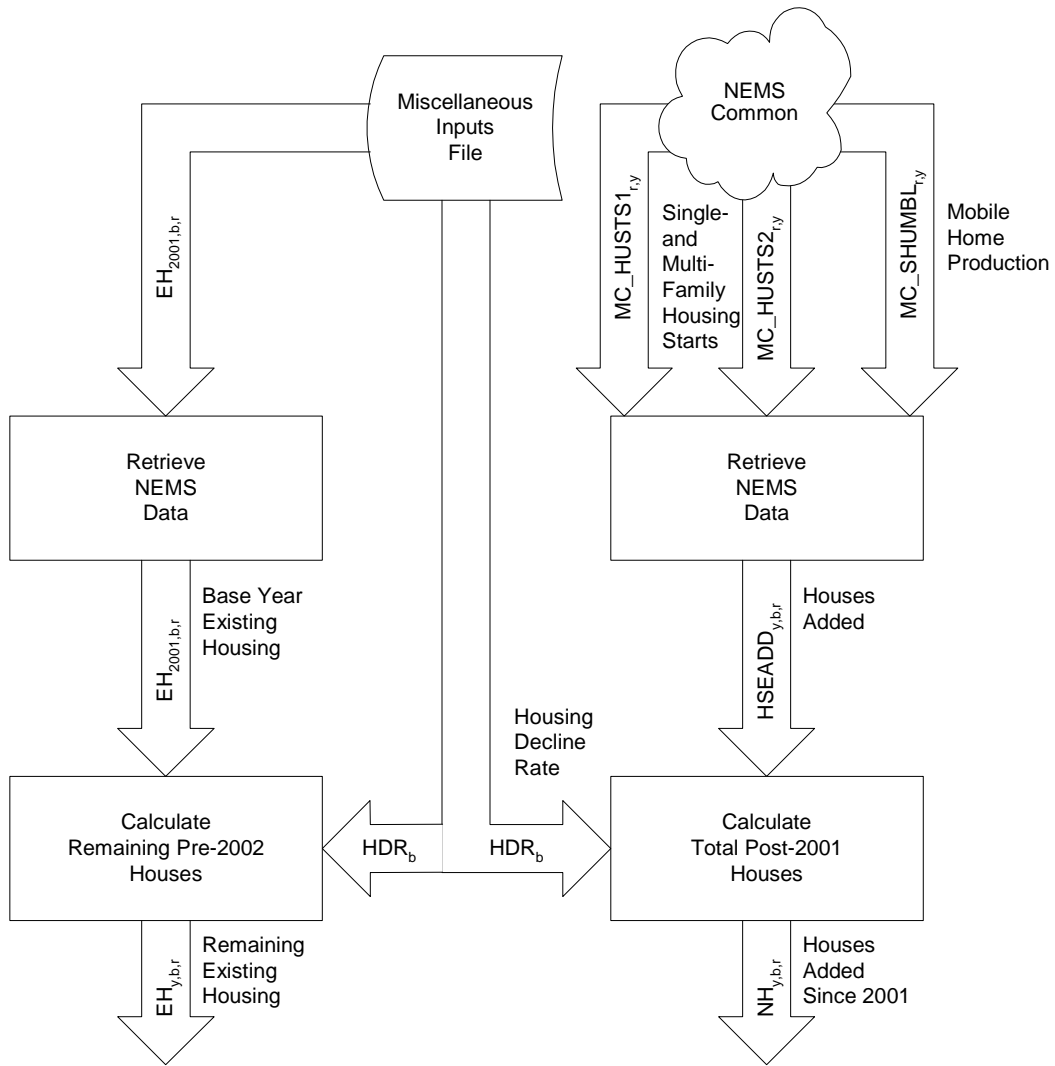 Miscellaneous
Inputs
File
NEMS
Common
EH2001,b,r
MC_HUSTS1r,y
Single-
and
Multi-
Family
Housing
Starts
MC_HUSTS2r,y
MC_SHUMBLr,y
Mobile
Home
Production
Retrieve
NEMS
Data
Retrieve
NEMS
Data
EH2001,b,r
Base Year
Existing
Housing
HSEADDy,b,r
Houses
Added
Housing
Decline
Rate
Calculate
Remaining Pre-2002
Houses
HDRb
HDRb
Calculate
Total Post-2001
Houses
EHy,b,r
Remaining
Existing
Housing
NHy,b,r
Houses
Added
Since 2001